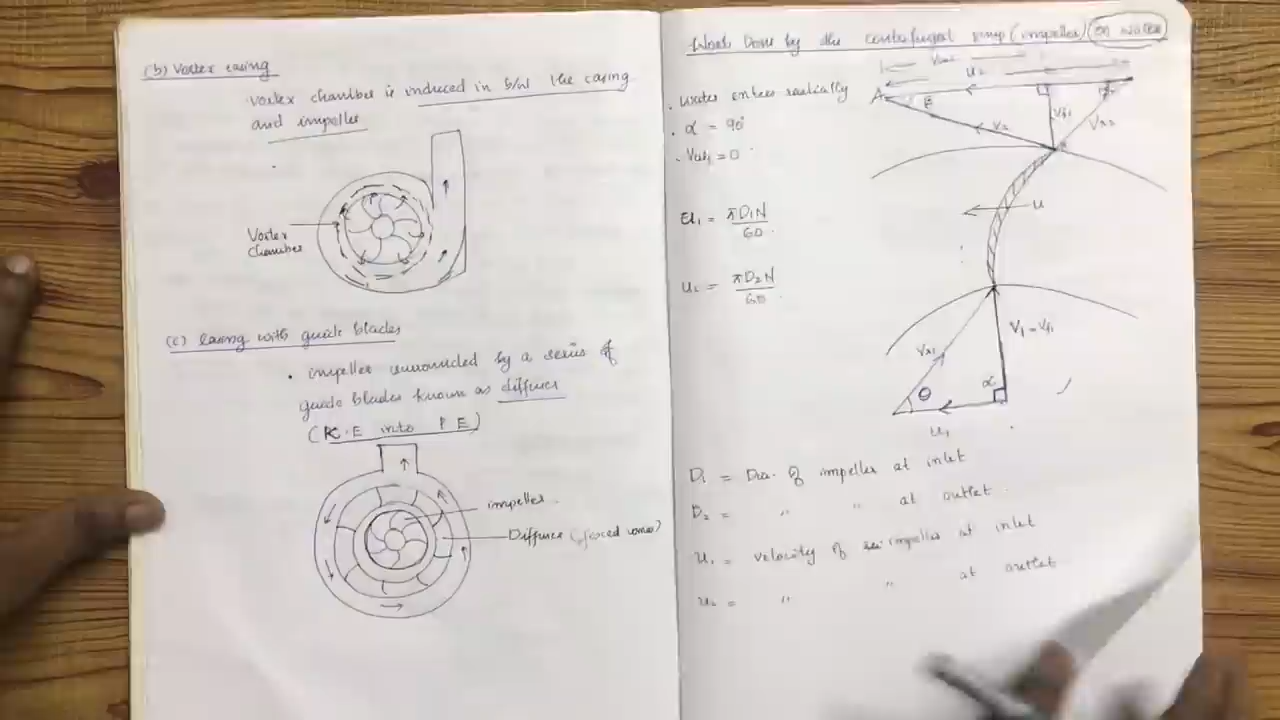 (b) Vortex casing
Vortex chamber is induced in b/w the casing
and impeller
Vortex
chamber
(c) Casing with guide blades
. impeller surrounded by a series of
guide blades known as diffuser
(K.E into P E)
impeller
Diffuser (fixed vanes)
Work Done by the centrifugal pump (impeller) (on water)
. water enters radially
. α = 90°
. Vw1 = 0
u1 = πD1N/60
u2 = πD2N/60
Vw2
u2
A
Vf1
V2
Vr2
u
V1 = Vf1
Vr1
θ
α
u1
D1 = Dia. of impeller at inlet
D2 = " " at outlet
u1 = velocity of impeller at inlet
u2 = " " at outlet